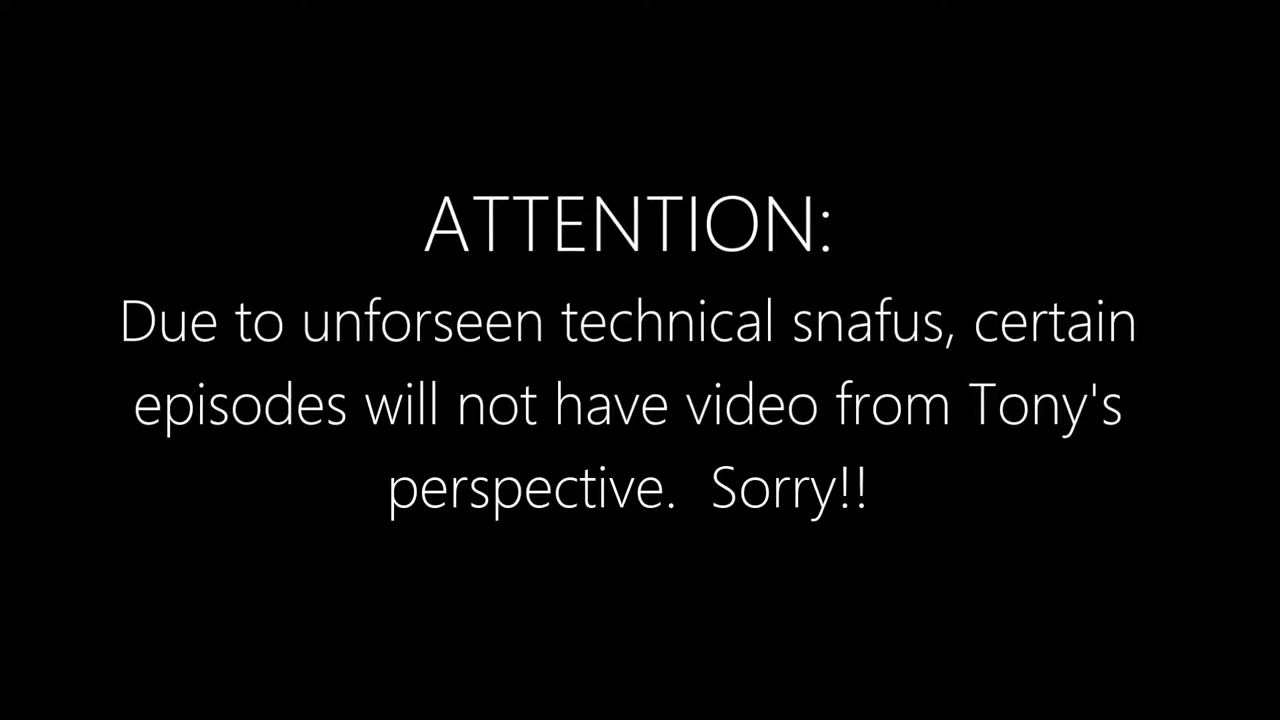 ATTENTION:
Due to unforseen technical snafus, certain
episodes will not have video from Tony's
perspective.  Sorry!!